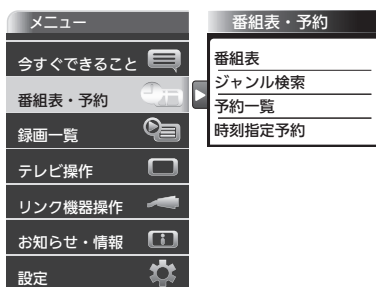 メニュー
今すぐできること
番組表・予約
録画一覧
テレビ操作
リンク機器操作
お知らせ・情報
設定
番組表・予約
番組表
ジャンル検索
予約一覧
時刻指定予約